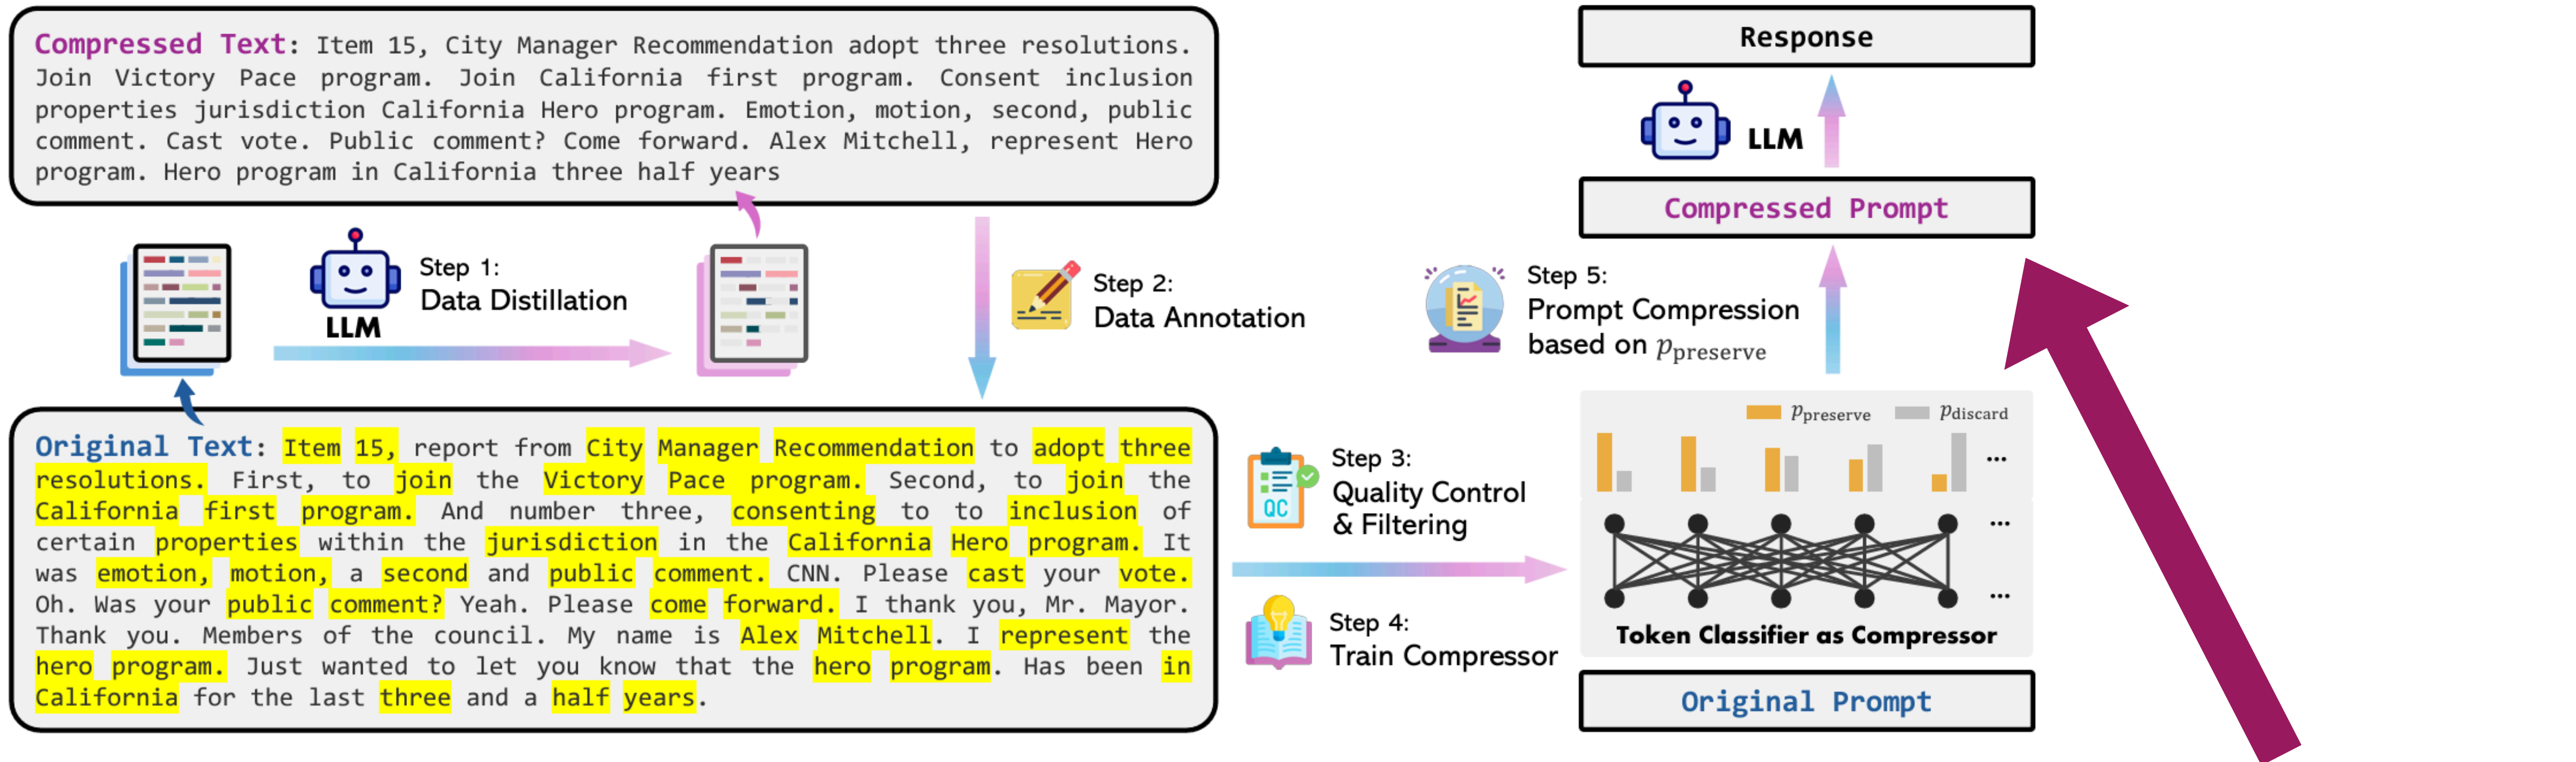 Compressed Text: Item 15, City Manager Recommendation adopt three resolutions.
Join Victory Pace program. Join California first program. Consent inclusion
properties jurisdiction California Hero program. Emotion, motion, second, public
comment. Cast vote. Public comment? Come forward. Alex Mitchell, represent Hero
program. Hero program in California three half years
LLM
Step 1:
Data Distillation
Step 2:
Data Annotation
Original Text: Item 15, report from City Manager Recommendation to adopt three
resolutions. First, to join the Victory Pace program. Second, to join the
California first program. And number three, consenting to to inclusion of
certain properties within the jurisdiction in the California Hero program. It
was emotion, motion, a second and public comment. CNN. Please cast your vote.
Oh. Was your public comment? Yeah. Please come forward. I thank you, Mr. Mayor.
Thank you. Members of the council. My name is Alex Mitchell. I represent the
hero program. Just wanted to let you know that the hero program. Has been in
California for the last three and a half years.
QC
Step 3:
Quality Control
& Filtering
Step 4:
Train Compressor
Response
LLM
Compressed Prompt
Step 5:
Prompt Compression
based on p_preserve
p_preserve p_discard
...
...
...
Token Classifier as Compressor
Original Prompt